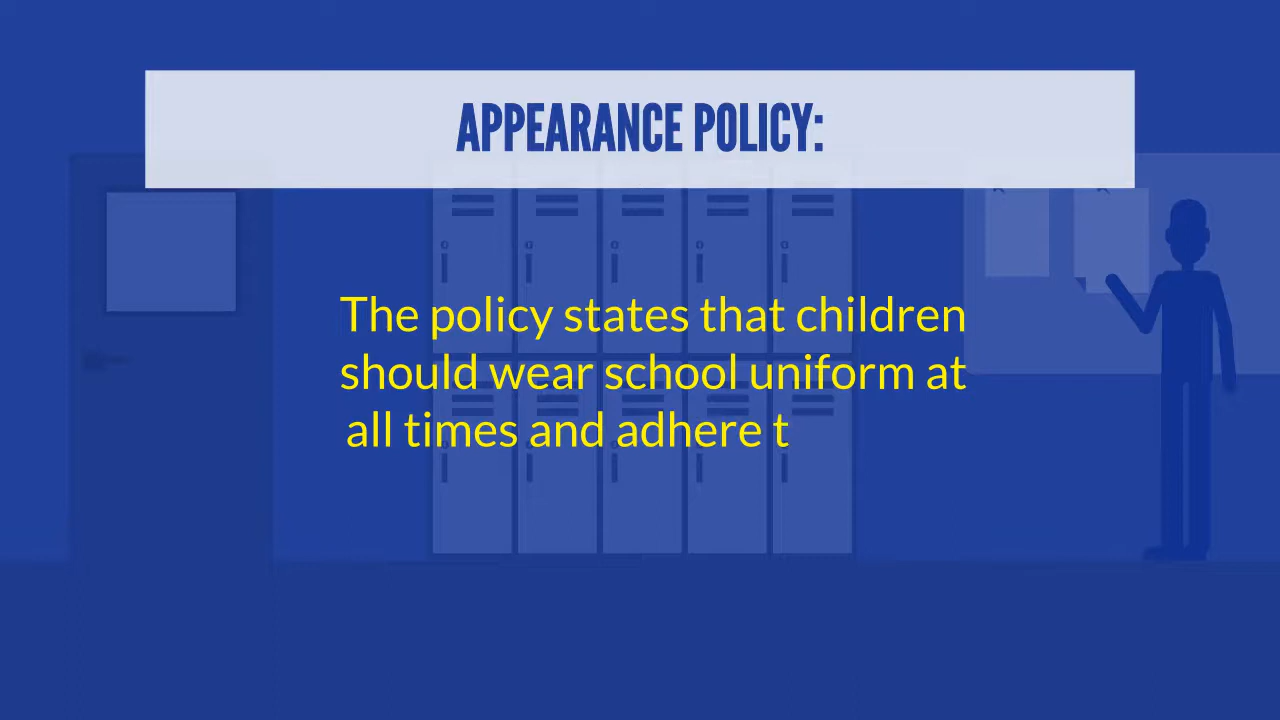 APPEARANCE POLICY:
The policy states that children
should wear school uniform at
all times and adhere t